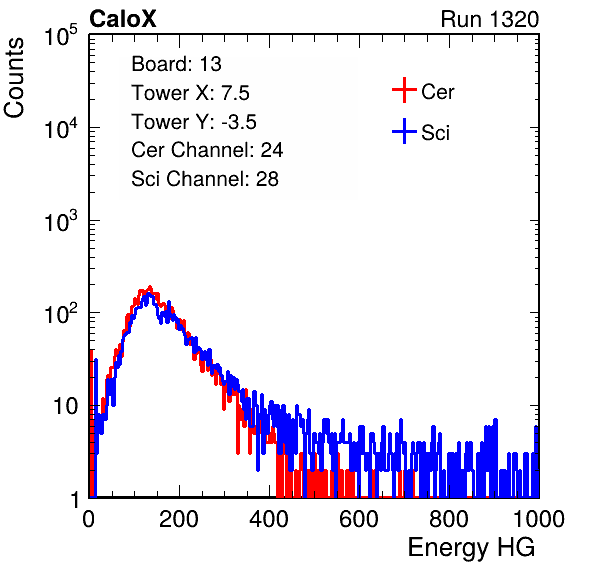 CaloX Run 1320
Counts
10^5
10^4
10^3
10^2
10
1
Board: 13
Tower X: 7.5
Tower Y: -3.5
Cer Channel: 24
Sci Channel: 28
Cer
Sci
0 200 400 600 800 1000
Energy HG